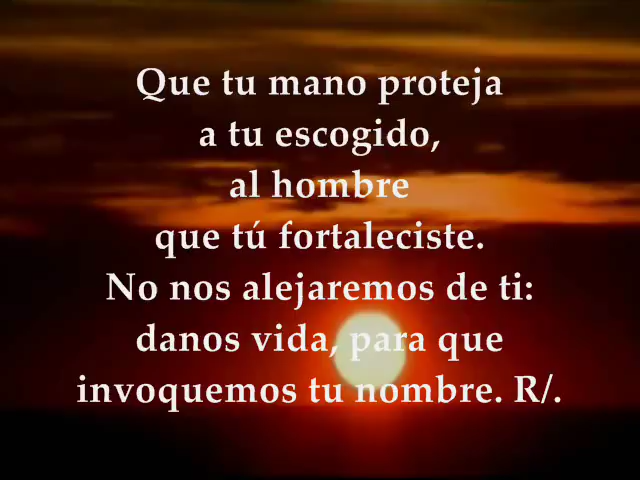 Que tu mano proteja
a tu escogido,
al hombre
que tú fortaleciste.
No nos alejaremos de ti:
danos vida, para que
invoquemos tu nombre. R/.